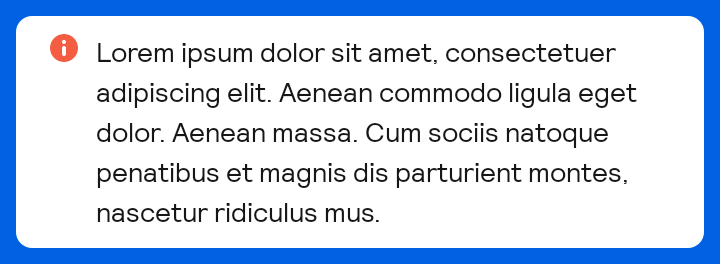 Lorem ipsum dolor sit amet, consectetuer
adipiscing elit. Aenean commodo ligula eget
dolor. Aenean massa. Cum sociis natoque
penatibus et magnis dis parturient montes,
nascetur ridiculus mus.